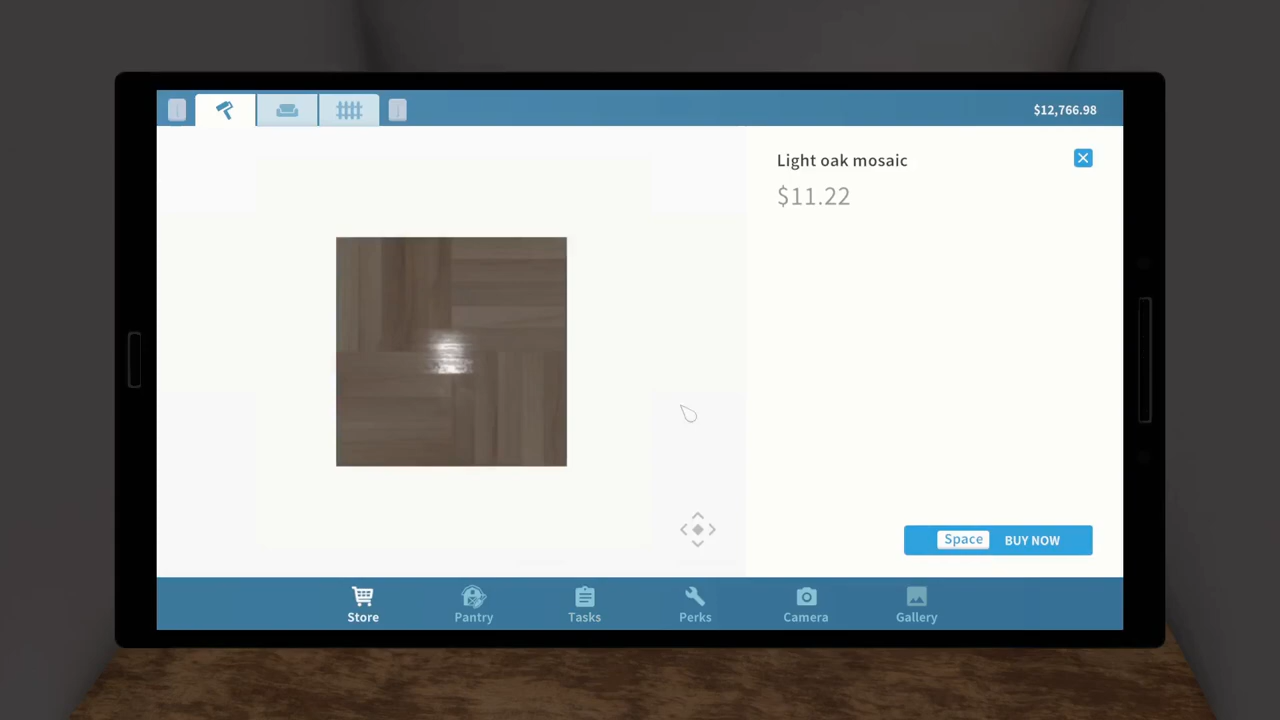 $12,766.98
Light oak mosaic
$11.22
Space BUY NOW
Store Pantry Tasks Perks Camera Gallery